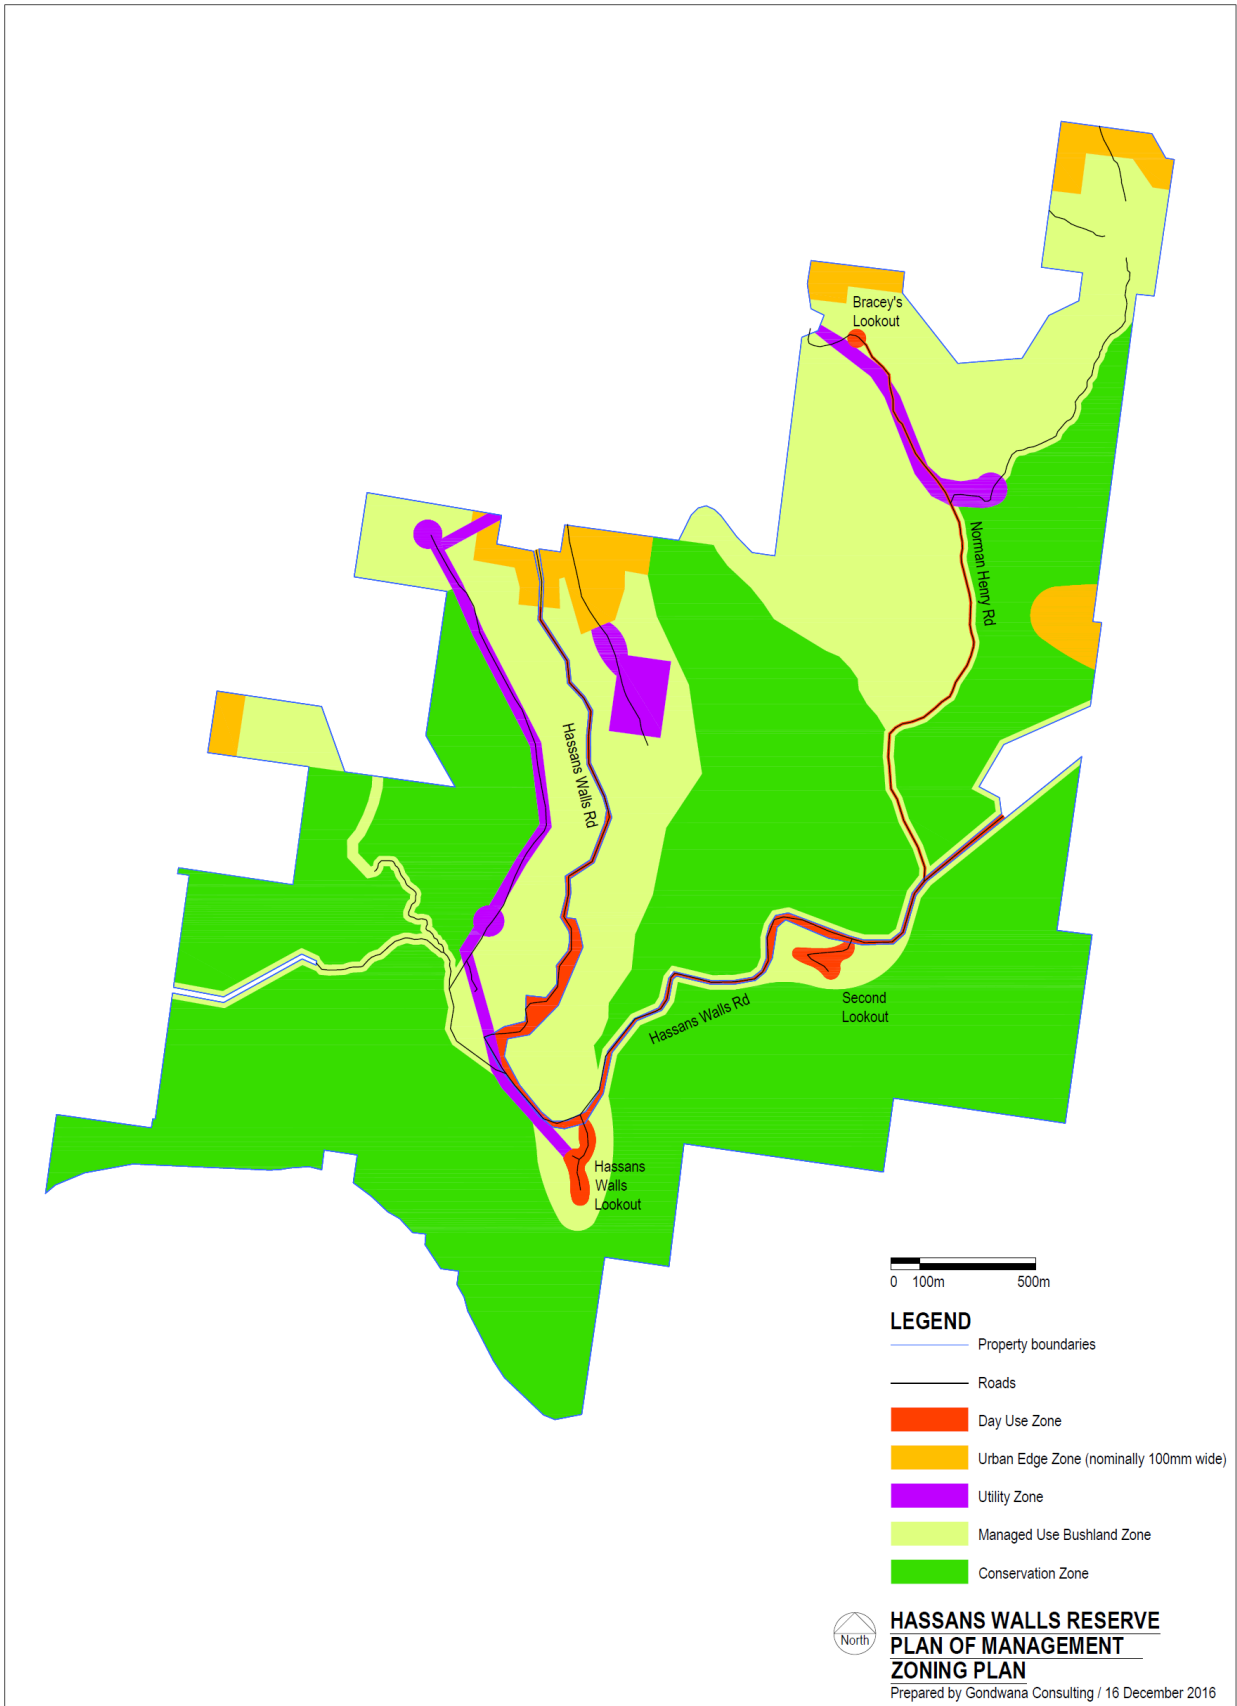 Bracey's
Lookout
Norman Henry Rd
Hassans Walls Rd
Second
Lookout
Hassans Walls Rd
Hassans
Walls
Lookout
0 100m 500m
LEGEND
Property boundaries
Roads
Day Use Zone
Urban Edge Zone (nominally 100mm wide)
Utility Zone
Managed Use Bushland Zone
Conservation Zone
North
HASSANS WALLS RESERVE
PLAN OF MANAGEMENT
ZONING PLAN
Prepared by Gondwana Consulting / 16 December 2016